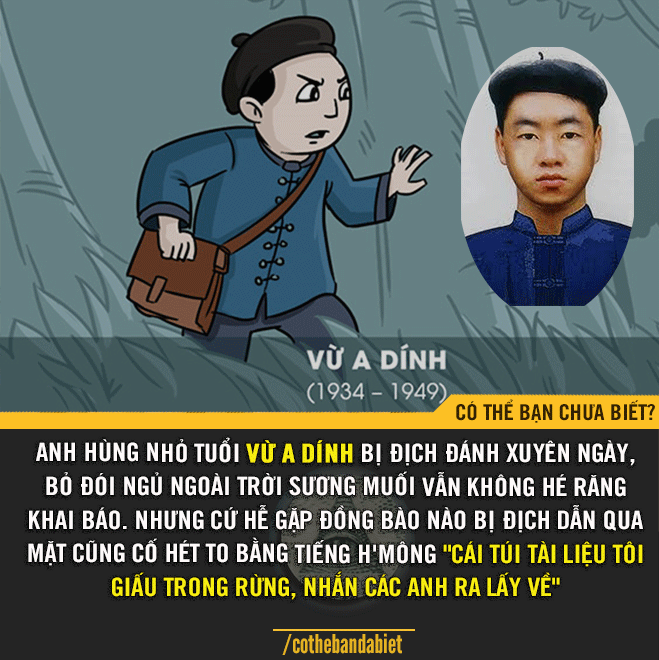 VỪ A DÍNH
(1934 – 1949)
CÓ THỂ BẠN CHƯA BIẾT?
ANH HÙNG NHỎ TUỔI VỪ A DÍNH BỊ ĐỊCH ĐÁNH XUYÊN NGÀY,
BỎ ĐÓI NGỦ NGOÀI TRỜI SƯƠNG MUỐI VẪN KHÔNG HÉ RĂNG
KHAI BÁO. NHƯNG CỨ HỄ GẶP ĐỒNG BÀO NÀO BỊ ĐỊCH DẪN QUA
MẶT CŨNG CỐ HÉT TO BẰNG TIẾNG H'MÔNG "CÁI TÚI TÀI LIỆU TÔI
GIẤU TRONG RỪNG, NHẮN CÁC ANH RA LẤY VỀ"
/cothebandabiet